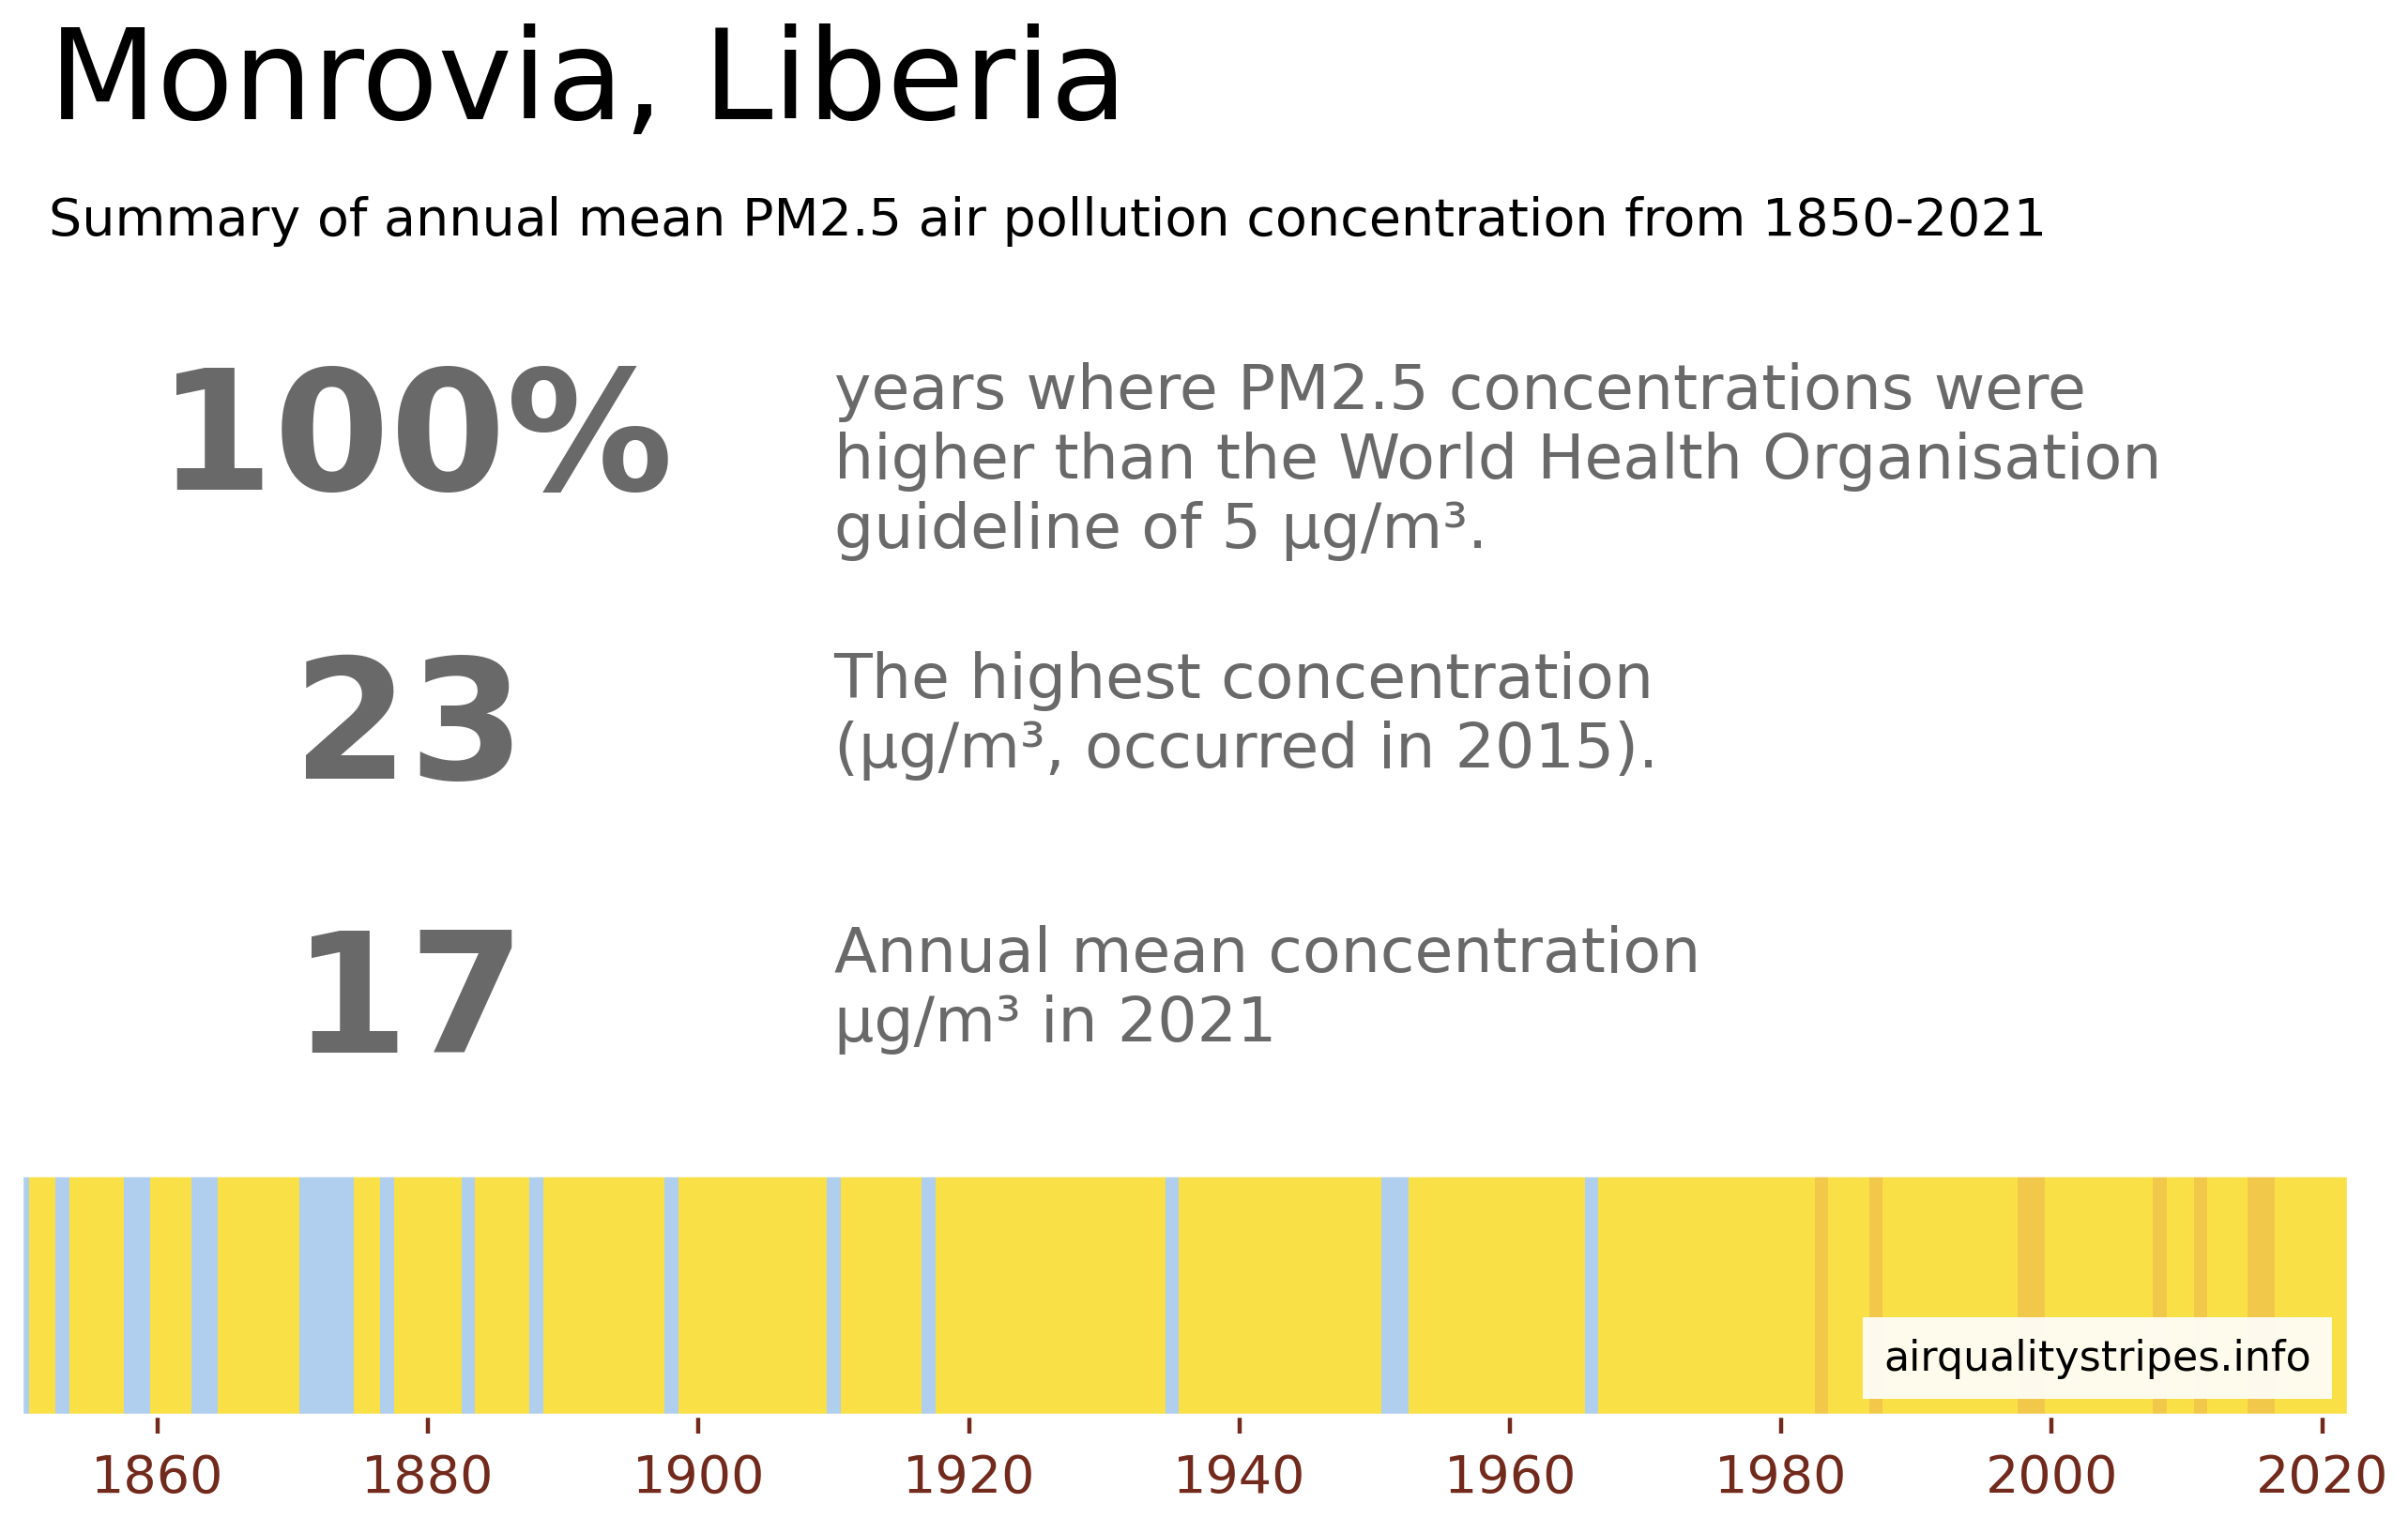 Monrovia, Liberia
Summary of annual mean PM2.5 air pollution concentration from 1850-2021
100%
years where PM2.5 concentrations were
higher than the World Health Organisation
guideline of 5 µg/m³.
23
The highest concentration
(µg/m³, occurred in 2015).
17
Annual mean concentration
µg/m³ in 2021
airqualitystripes.info
1860 1880 1900 1920 1940 1960 1980 2000 2020